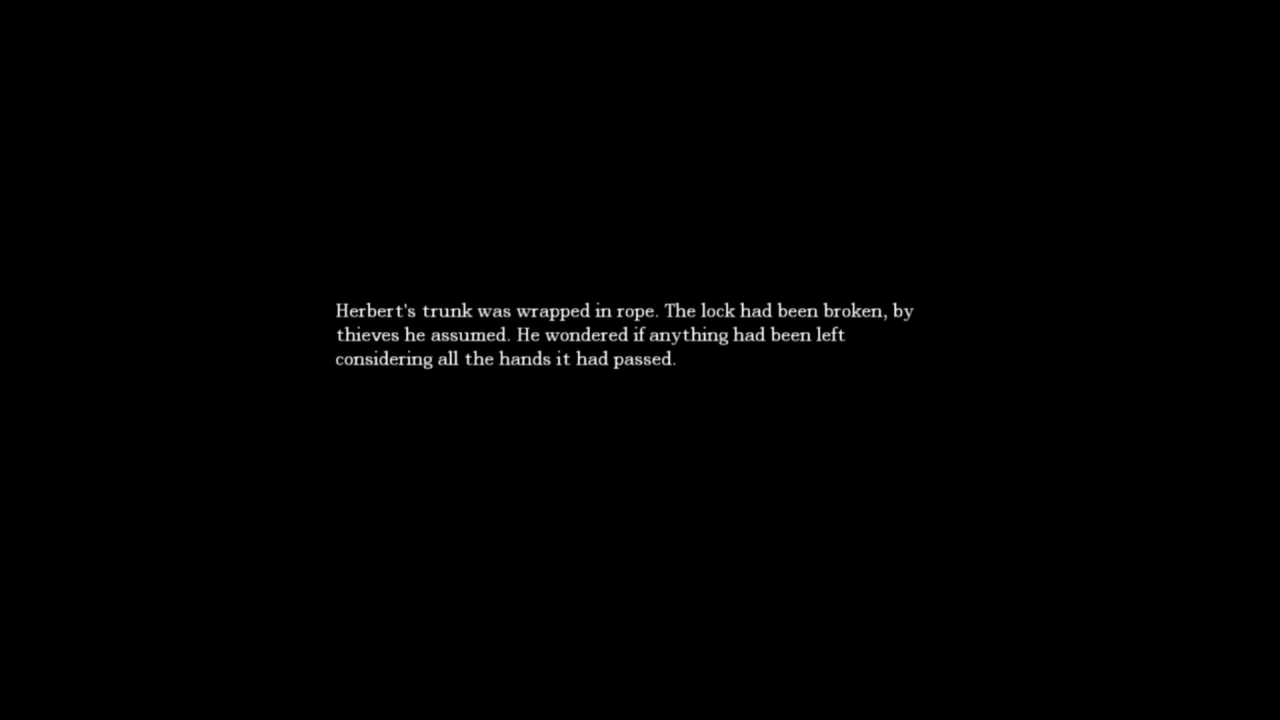 Herbert's trunk was wrapped in rope. The lock had been broken, by
thieves he assumed. He wondered if anything had been left
considering all the hands it had passed.